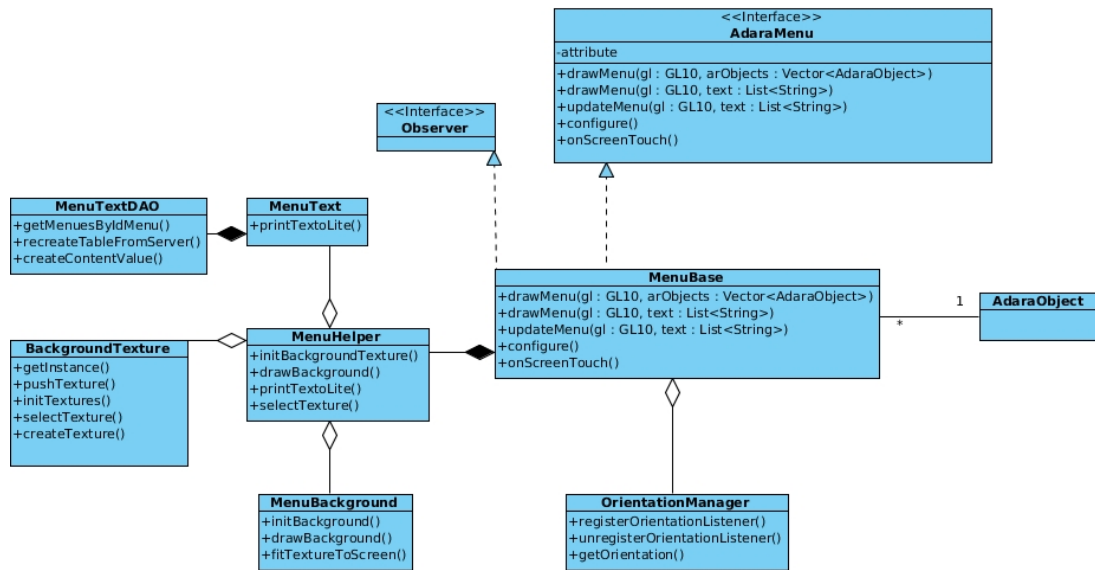 <<Interface>>
AdaraMenu
-attribute
+drawMenu(gl : GL10, arObjects : Vector<AdaraObject>)
+drawMenu(gl : GL10, text : List<String>)
+updateMenu(gl : GL10, text : List<String>)
+configure()
+onScreenTouch()
<<Interface>>
Observer
MenuTextDAO
+getMenuesByIdMenu()
+recreateTableFromServer()
+createContentValue()
MenuText
+printTextoLite()
MenuBase
+drawMenu(gl : GL10, arObjects : Vector<AdaraObject>)
+drawMenu(gl : GL10, text : List<String>)
+updateMenu(gl : GL10, text : List<String>)
+configure()
+onScreenTouch()
1
*
AdaraObject
BackgroundTexture
+getInstance()
+pushTexture()
+initTextures()
+selectTexture()
+createTexture()
MenuHelper
+initBackgroundTexture()
+drawBackground()
+printTextoLite()
+selectTexture()
MenuBackground
+initBackground()
+drawBackground()
+fitTextureToScreen()
OrientationManager
+registerOrientationListener()
+unregisterOrientationListener()
+getOrientation()